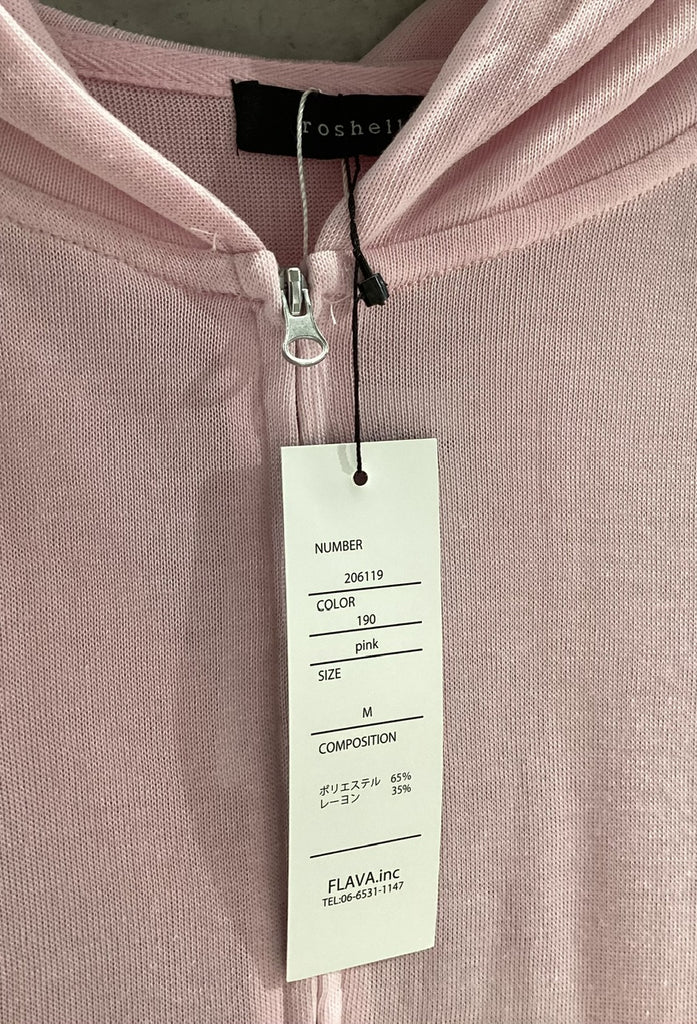 roshell
NUMBER
206119
COLOR
190
pink
SIZE
M
COMPOSITION
ポリエステル 65%
レーヨン 35%
FLAVA.inc
TEL:06-6531-1147